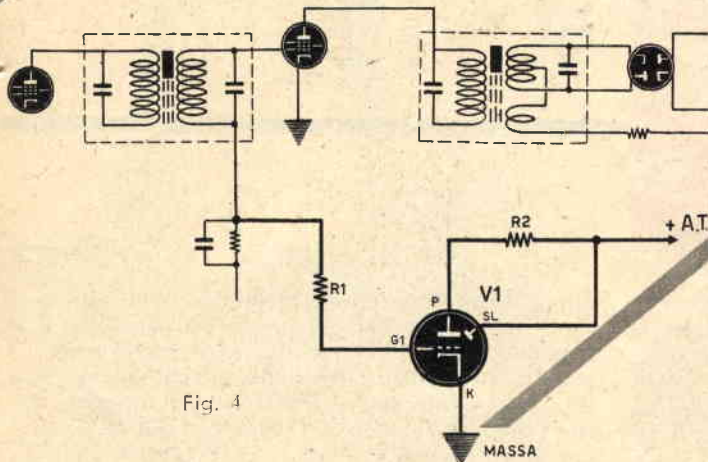 R2
+ A.T.
R1
P
V1
SL
G1
K
Fig. 4
MASSA